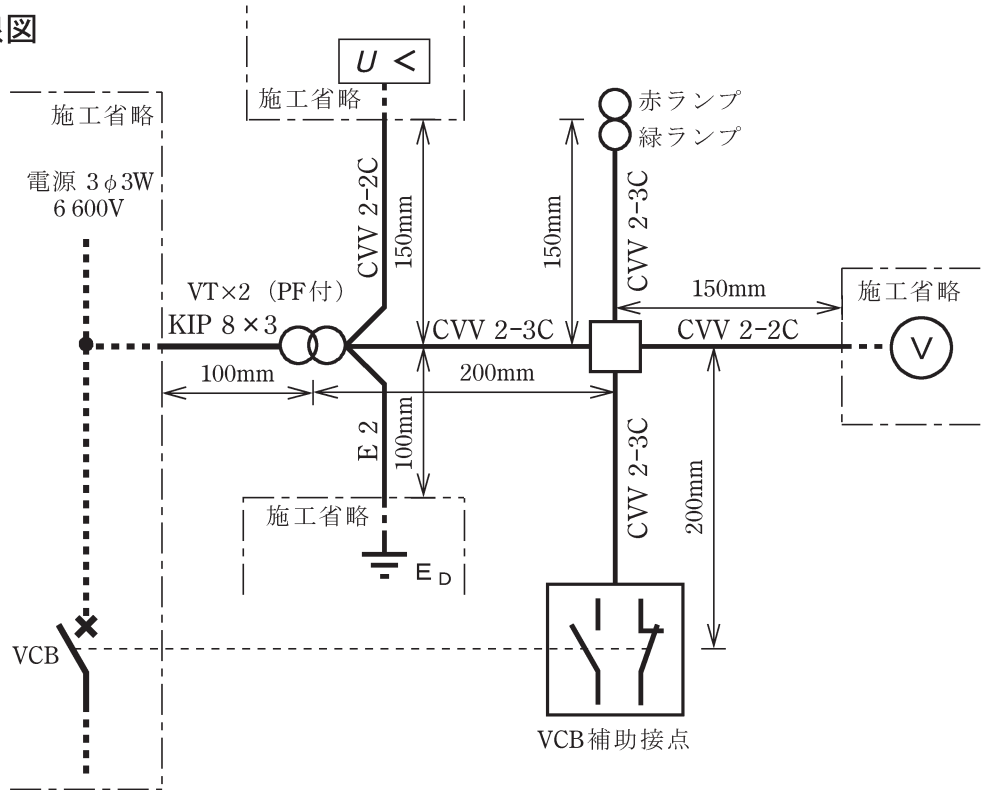 図
U <
施工省略
施工省略
赤ランプ
緑ランプ
電源 3φ3W
6 600V
CVV 2-2C
150mm
150mm
CVV 2-3C
150mm
施工省略
VT×2 (PF付)
KIP 8×3
CVV 2-3C
CVV 2-2C
V
100mm
200mm
E 2
100mm
CVV 2-3C
200mm
施工省略
E D
VCB
VCB補助接点